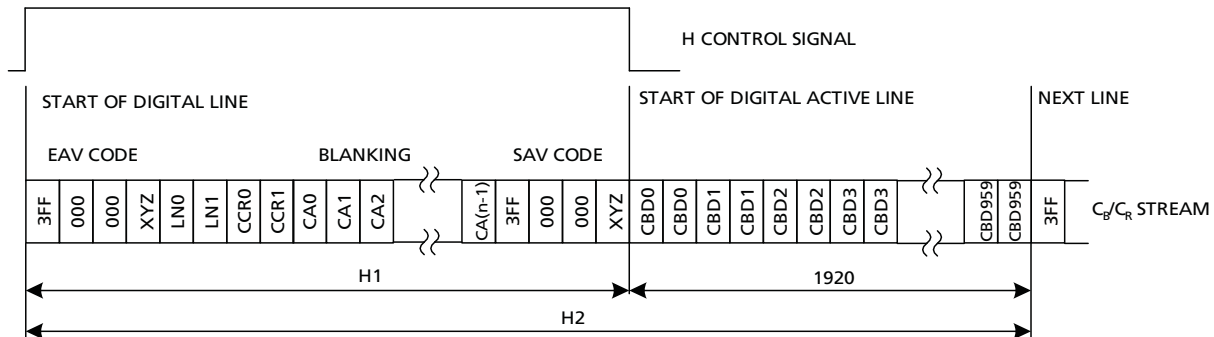 H CONTROL SIGNAL
START OF DIGITAL LINE
START OF DIGITAL ACTIVE LINE
NEXT LINE
EAV CODE
BLANKING
SAV CODE
3FF 000 000 XYZ LN0 LN1 CCR0 CCR1 CA0 CA1 CA2 CA(n-1) 3FF 000 000 XYZ CBD0 CBD0 CBD1 CBD1 CBD2 CBD2 CBD3 CBD3 CBD959 CBD959 3FF
CB/CR STREAM
H1
1920
H2